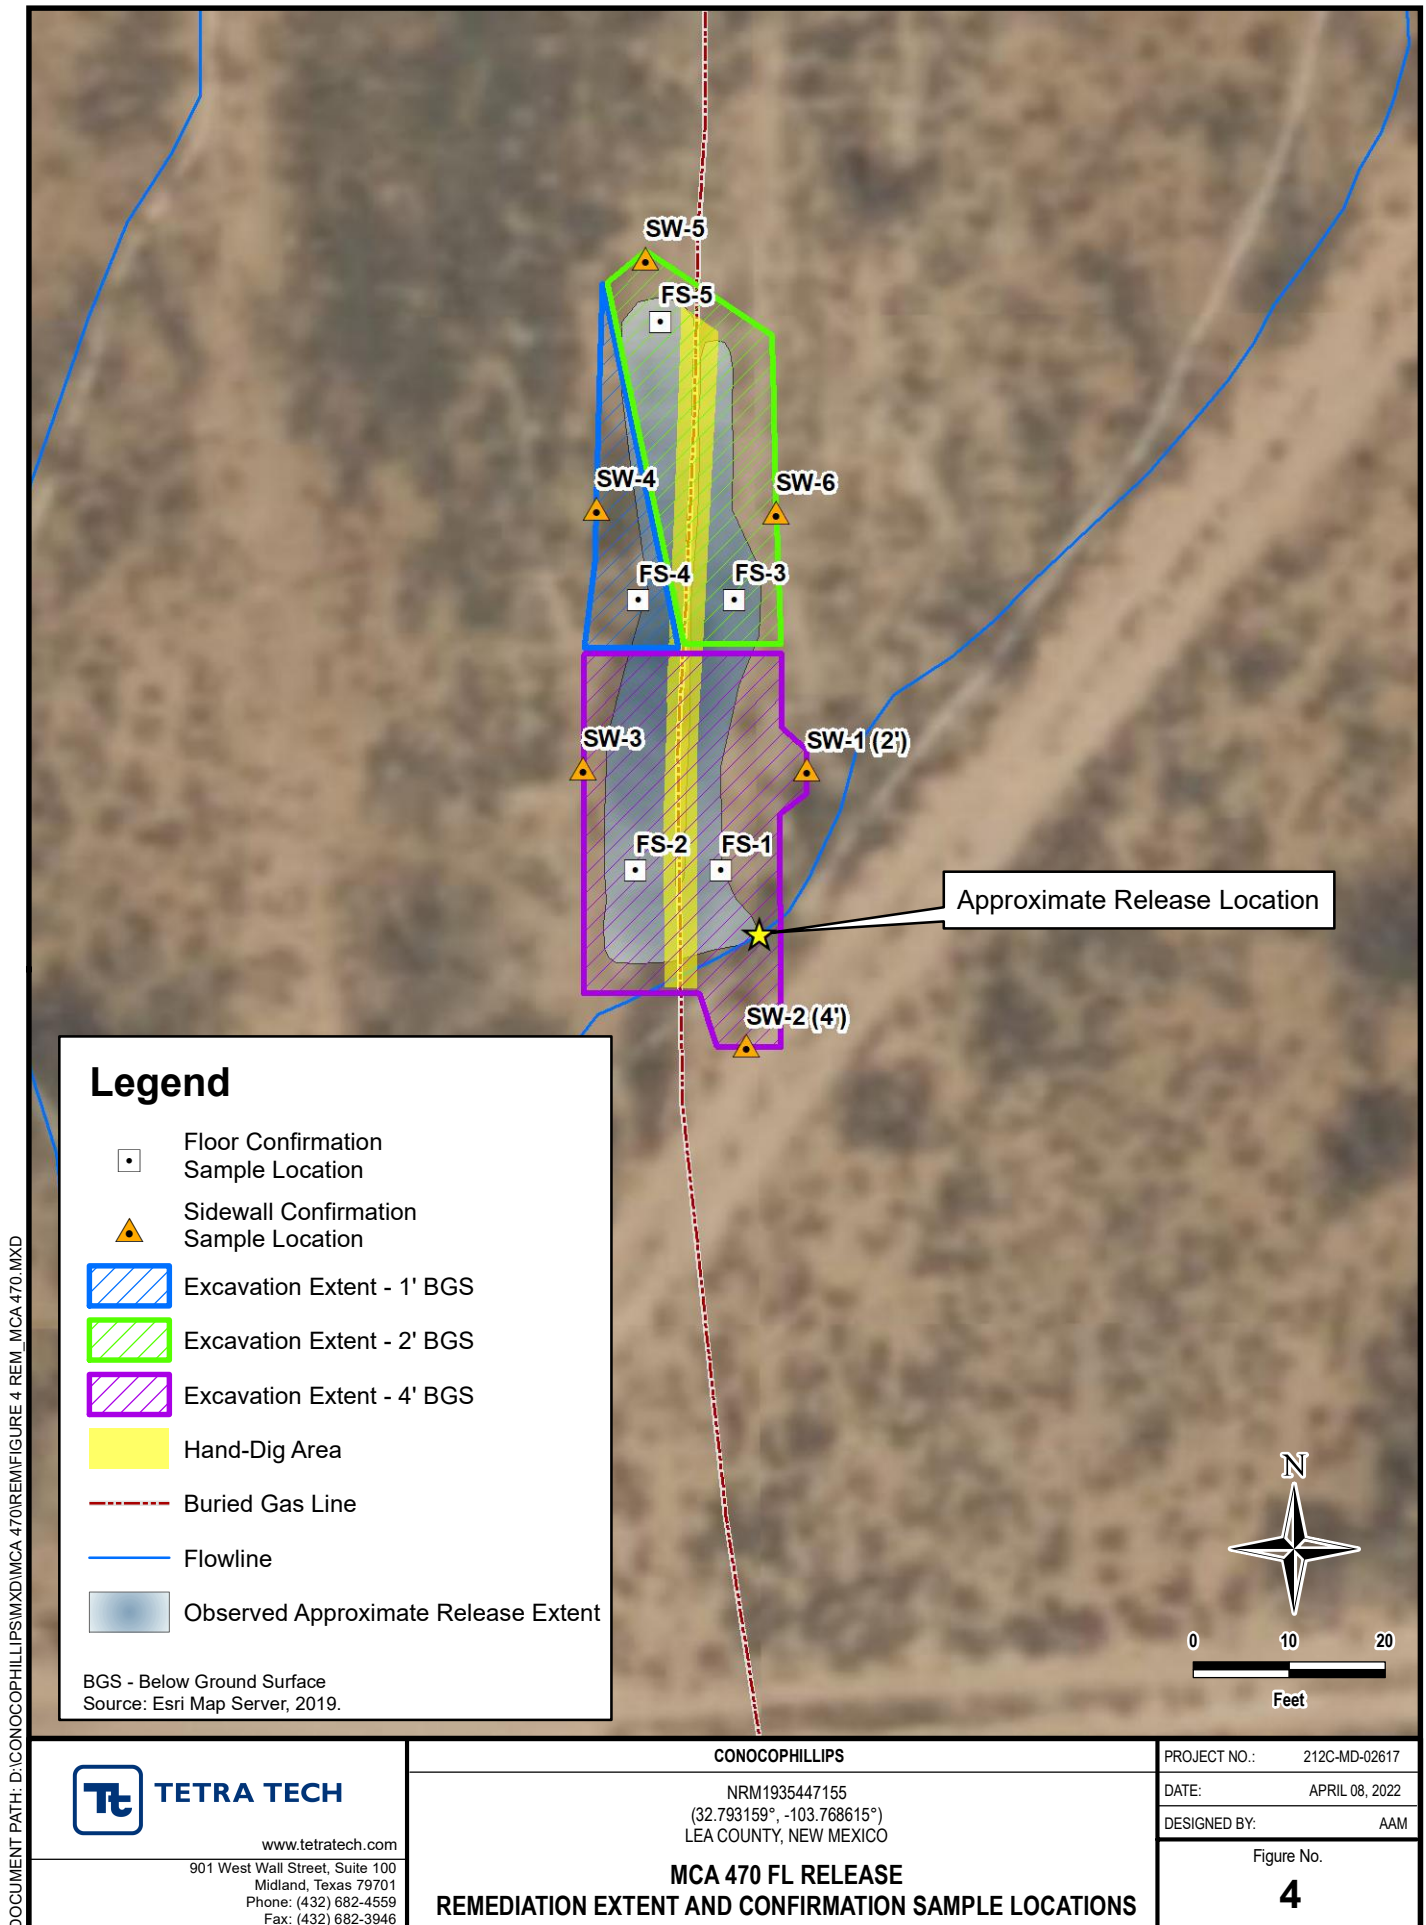 SW-5
FS-5
SW-4
SW-6
FS-4
FS-3
SW-3
SW-1 (2')
FS-2
FS-1
Approximate Release Location
SW-2 (4')
Legend
Floor Confirmation
Sample Location
Sidewall Confirmation
Sample Location
Excavation Extent - 1' BGS
Excavation Extent - 2' BGS
Excavation Extent - 4' BGS
Hand-Dig Area
Buried Gas Line
Flowline
Observed Approximate Release Extent
BGS - Below Ground Surface
Source: Esri Map Server, 2019.
N
0 10 20
Feet
DOCUMENT PATH: D:\CONOCOPHILLIPS\MXD\MCA 470\REM\FIGURE 4 REM_MCA 470.MXD
Tt TETRA TECH
www.tetratech.com
901 West Wall Street, Suite 100
Midland, Texas 79701
Phone: (432) 682-4559
Fax: (432) 682-3946
CONOCOPHILLIPS
NRM1935447155
(32.793159°, -103.768615°)
LEA COUNTY, NEW MEXICO
MCA 470 FL RELEASE
REMEDIATION EXTENT AND CONFIRMATION SAMPLE LOCATIONS
PROJECT NO.: 212C-MD-02617
DATE: APRIL 08, 2022
DESIGNED BY: AAM
Figure No.
4